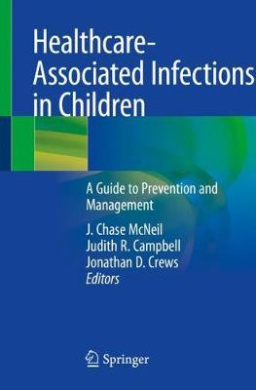 Healthcare-
Associated Infections
in Children
A Guide to Prevention and
Management
J. Chase McNeil
Judith R. Campbell
Jonathan D. Crews
Editors
Springer